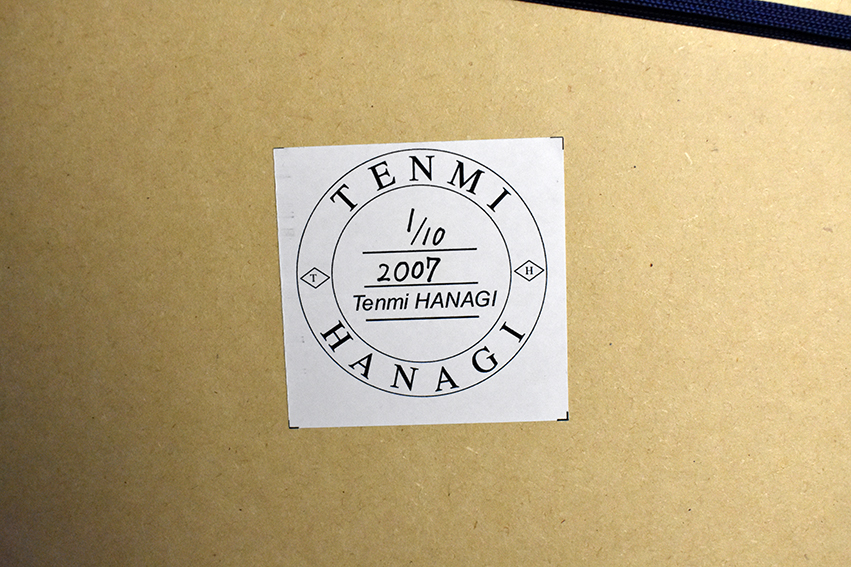 TENMI
1/10
2007
Tenmi HANAGI
T
H
HANAGI